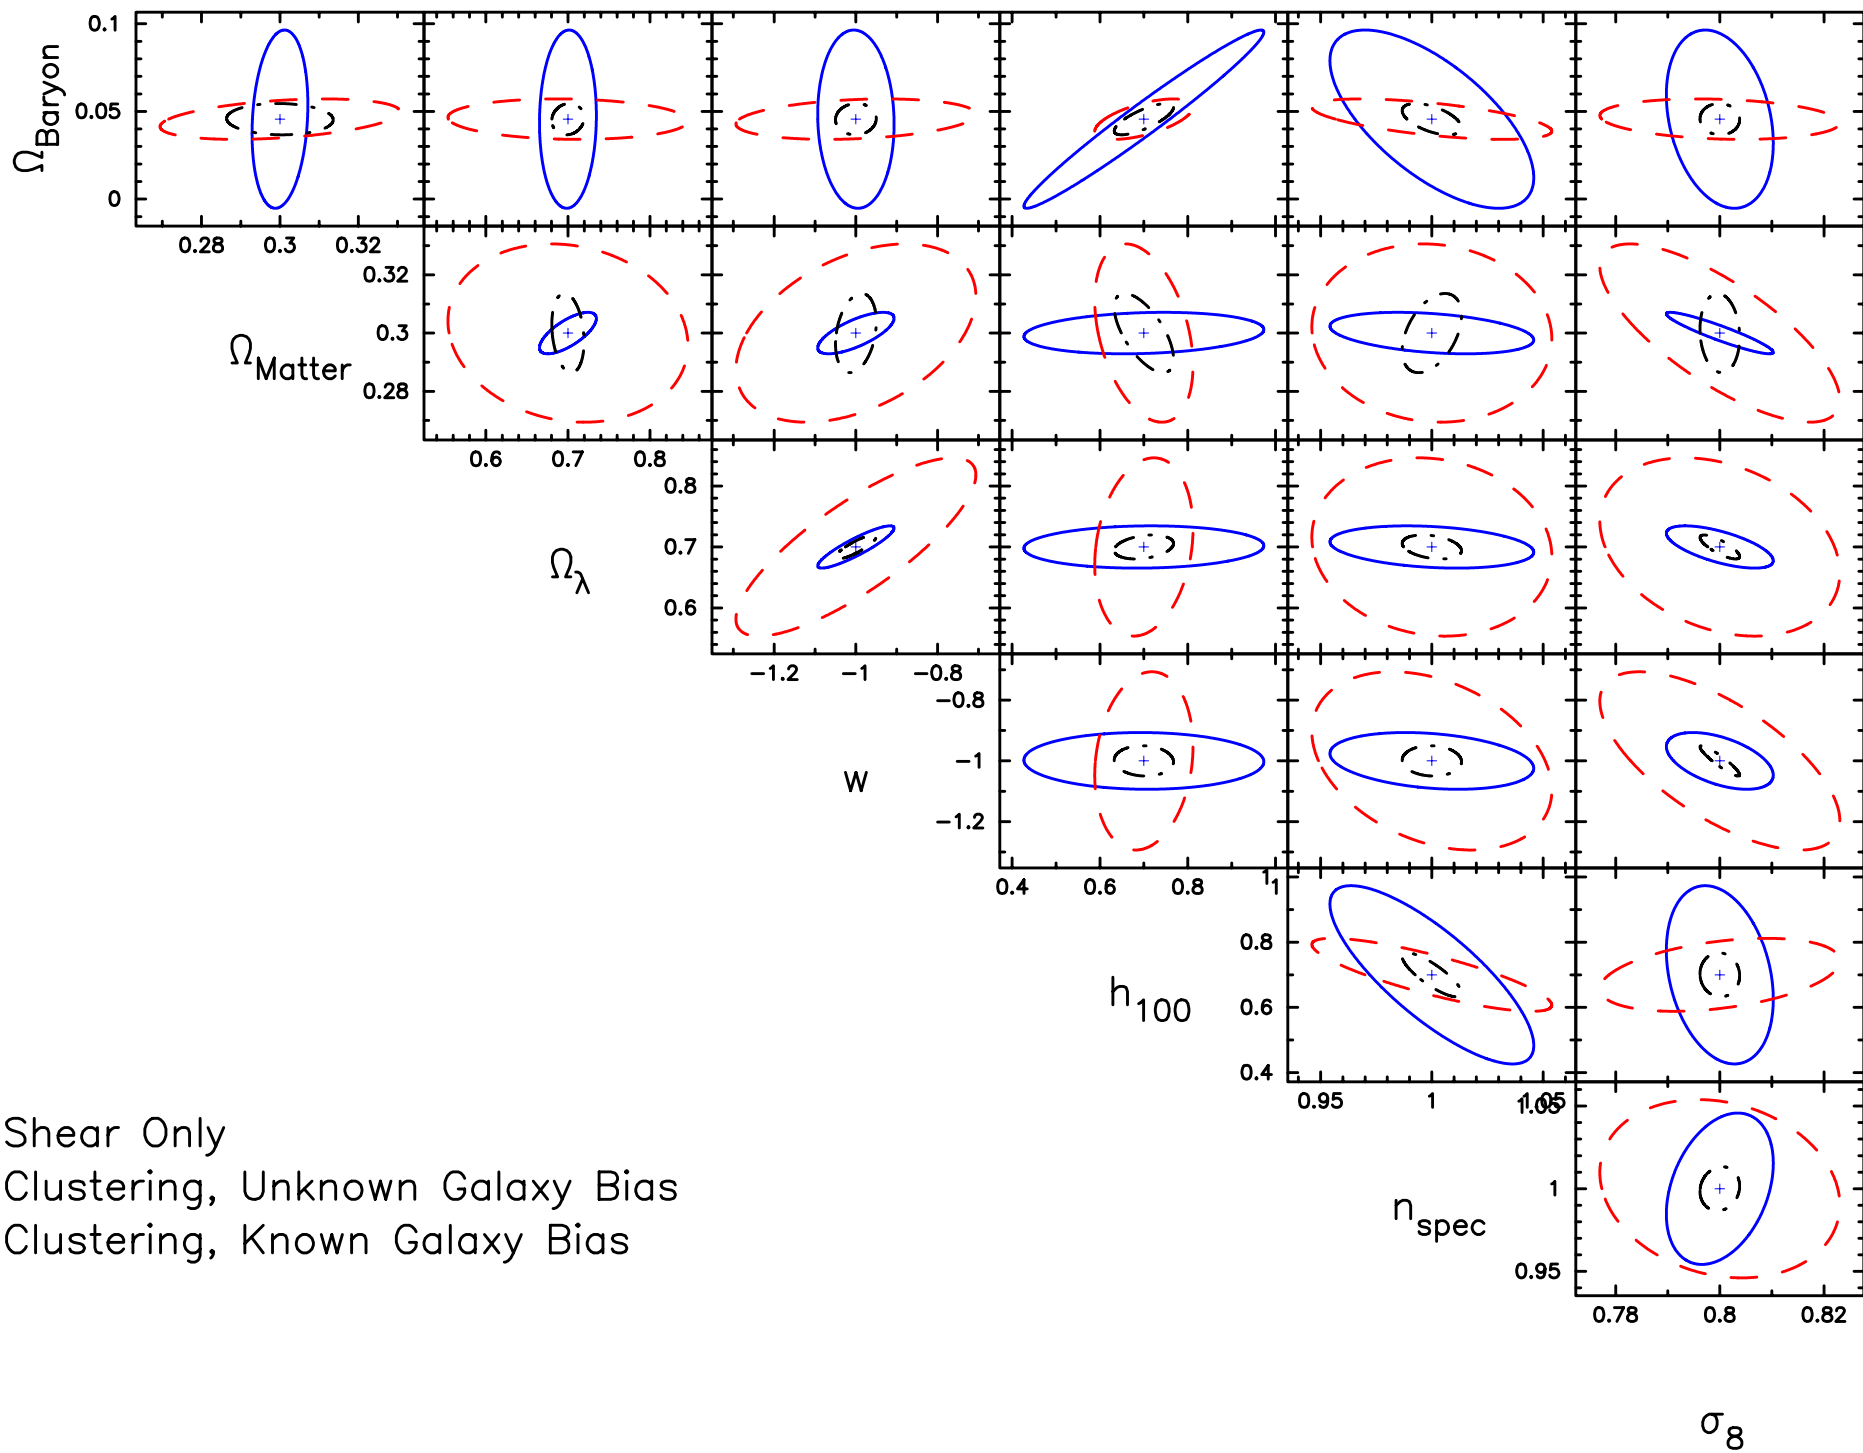 0.1
0.05
0
Ω_Baryon
0.28 0.3 0.32
0.32
0.3
0.28
Ω_Matter
0.6 0.7 0.8
0.8
0.7
0.6
Ω_λ
−1.2 −1 −0.8
−0.8
−1
−1.2
w
0.4 0.6 0.8 1
0.8
0.6
0.4
h_100
0.95 1 1.05
1.05
1
0.95
n_spec
0.78 0.8 0.82
σ_8
Shear Only
Clustering, Unknown Galaxy Bias
Clustering, Known Galaxy Bias